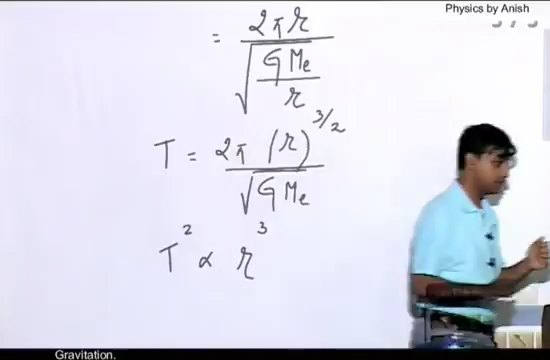 Physics by Anish
= 2πr / √(GMe / r)
T = 2π (r)^3/2 / √GMe
T² ∝ r³
Gravitation.